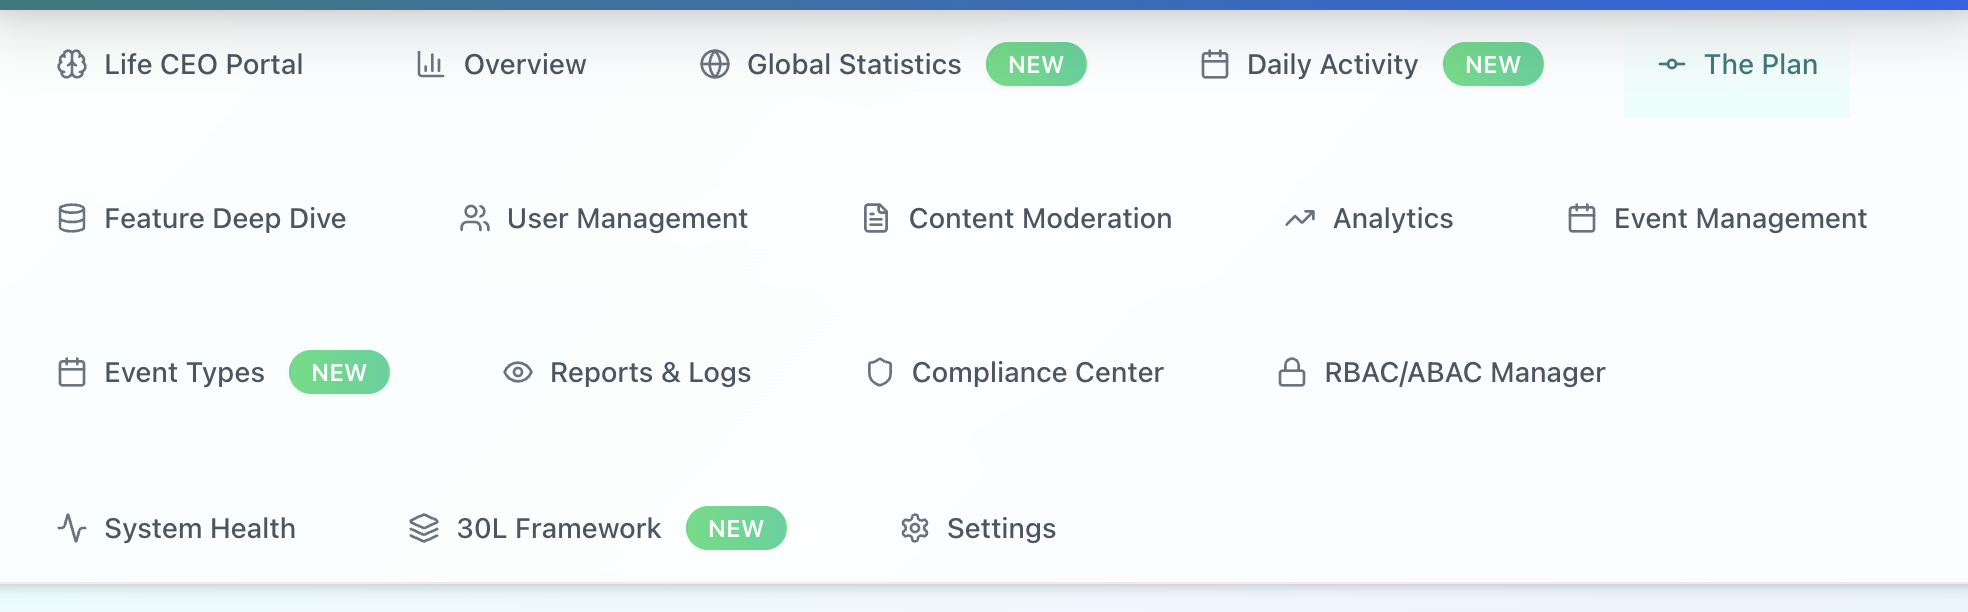 Life CEO Portal Overview Global Statistics NEW Daily Activity NEW The Plan
Feature Deep Dive User Management Content Moderation Analytics Event Management
Event Types NEW Reports & Logs Compliance Center RBAC/ABAC Manager
System Health 30L Framework NEW Settings